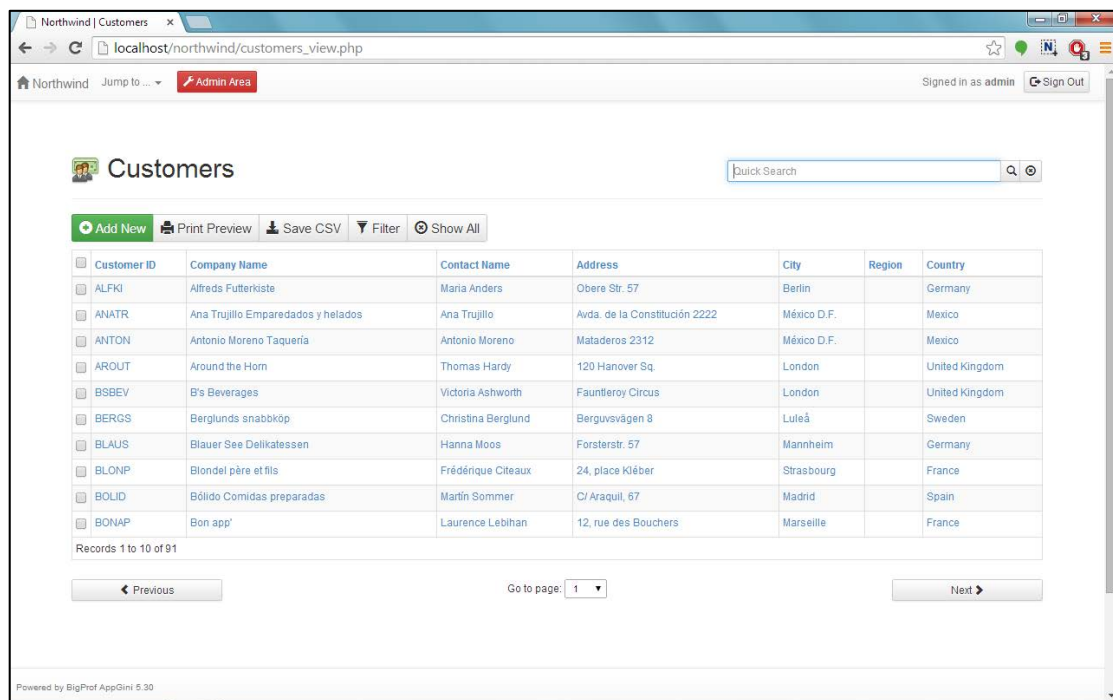 Northwind | Customers
localhost/northwind/customers_view.php
Northwind Jump to ... Admin Area Signed in as admin Sign Out
Customers
Quick Search
Add New Print Preview Save CSV Filter Show All
Customer ID Company Name Contact Name Address City Region Country
ALFKI Alfreds Futterkiste Maria Anders Obere Str. 57 Berlin Germany
ANATR Ana Trujillo Emparedados y helados Ana Trujillo Avda. de la Constitución 2222 México D.F. Mexico
ANTON Antonio Moreno Taquería Antonio Moreno Mataderos 2312 México D.F. Mexico
AROUT Around the Horn Thomas Hardy 120 Hanover Sq. London United Kingdom
BSBEV B's Beverages Victoria Ashworth Fauntleroy Circus London United Kingdom
BERGS Berglunds snabbköp Christina Berglund Berguvsvägen 8 Luleå Sweden
BLAUS Blauer See Delikatessen Hanna Moos Forsterstr. 57 Mannheim Germany
BLONP Blondel père et fils Frédérique Citeaux 24, place Kléber Strasbourg France
BOLID Bólido Comidas preparadas Martín Sommer C/ Araquil, 67 Madrid Spain
BONAP Bon app' Laurence Lebihan 12, rue des Bouchers Marseille France
Records 1 to 10 of 91
Previous Go to page: 1 Next
Powered by BigProf AppGini 5.30